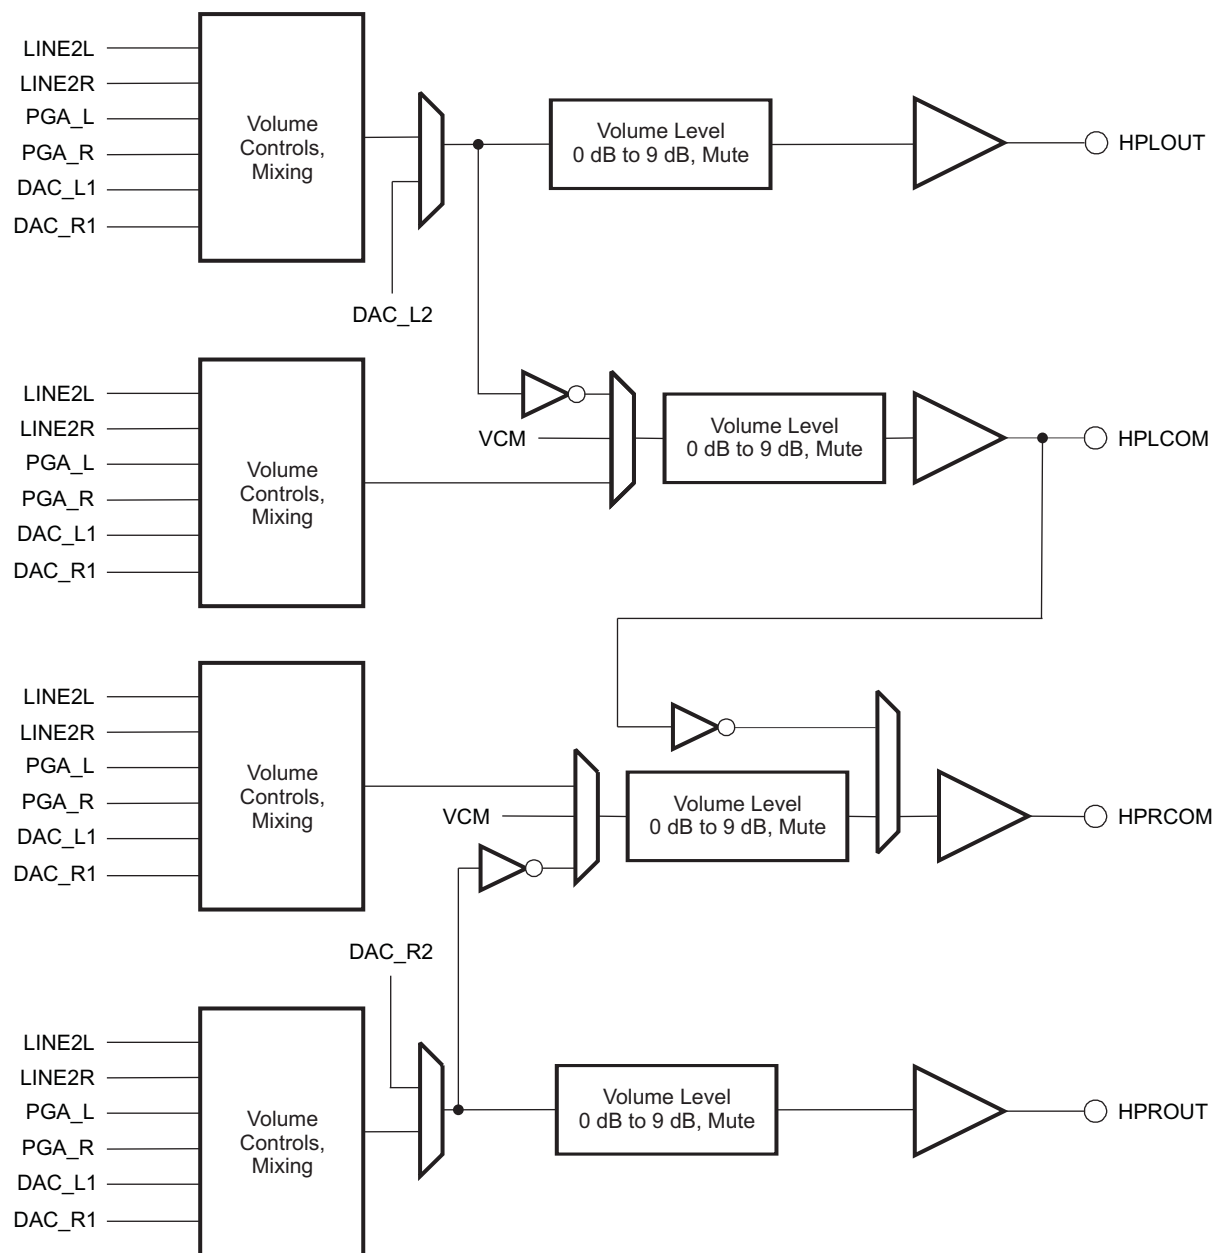 LINE2L
LINE2R
PGA_L
PGA_R
DAC_L1
DAC_R1
Volume
Controls,
Mixing
DAC_L2
Volume Level
0 dB to 9 dB, Mute
HPLOUT
LINE2L
LINE2R
PGA_L
PGA_R
DAC_L1
DAC_R1
Volume
Controls,
Mixing
VCM
Volume Level
0 dB to 9 dB, Mute
HPLCOM
LINE2L
LINE2R
PGA_L
PGA_R
DAC_L1
DAC_R1
Volume
Controls,
Mixing
VCM
Volume Level
0 dB to 9 dB, Mute
HPRCOM
DAC_R2
LINE2L
LINE2R
PGA_L
PGA_R
DAC_L1
DAC_R1
Volume
Controls,
Mixing
Volume Level
0 dB to 9 dB, Mute
HPROUT